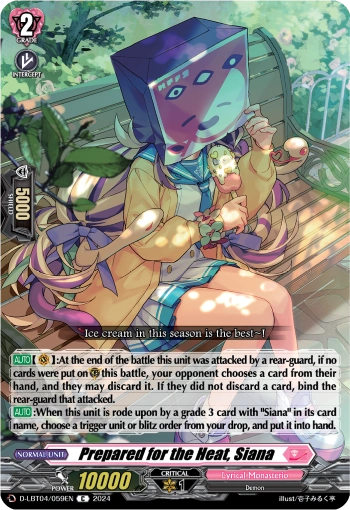 2
GRADE
INTERCEPT
5000
SHIELD
Ice cream in this season is the best~!
AUTO【 】:At the end of the battle this unit was attacked by a rear-guard, if no
cards were put on this battle, your opponent chooses a card from their
hand, and they may discard it. If they did not discard a card, bind the
rear-guard that attacked.
AUTO:When this unit is rode upon by a grade 3 card with "Siana" in its card
name, choose a trigger unit or blitz order from your drop, and put it into hand.
NORMAL UNIT
Prepared for the Heat, Siana
Lyrical Monasterio
POWER 10000
CRITICAL
1
Demon
D-LBT04/059EN C 2024
illust/壱子みるく亭